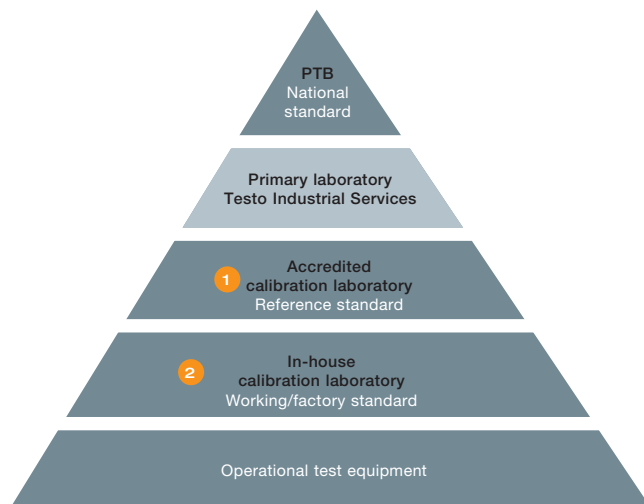 PTB
National
standard
Primary laboratory
Testo Industrial Services
1
Accredited
calibration laboratory
Reference standard
2
In-house
calibration laboratory
Working/factory standard
Operational test equipment